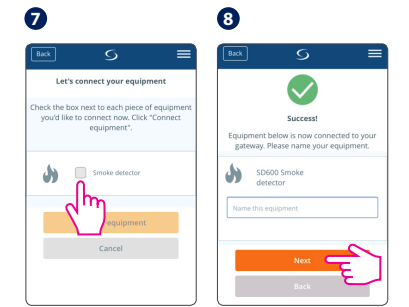 7
Back
Let's connect your equipment
Check the box next to each piece of equipment
you'd like to connect now. Click "Connect
equipment".
Smoke detector
equipment
Cancel
8
Back
Success!
Equipment below is now connected to your
gateway. Please name your equipment.
SD600 Smoke
detector
Name this equipment
Next
Back